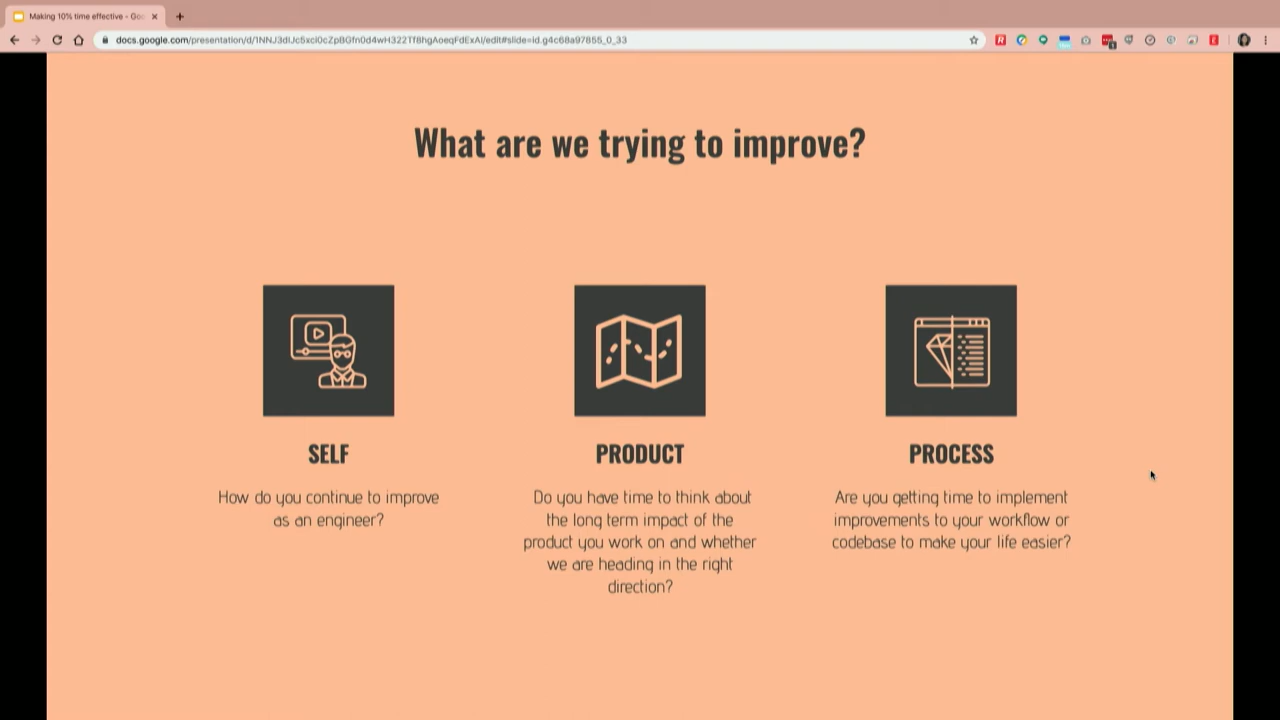 Making 10% time effective - Goo
What are we trying to improve?
SELF
How do you continue to improve
as an engineer?
PRODUCT
Do you have time to think about
the long term impact of the
product you work on and whether
we are heading in the right
direction?
PROCESS
Are you getting time to implement
improvements to your workflow or
codebase to make your life easier?